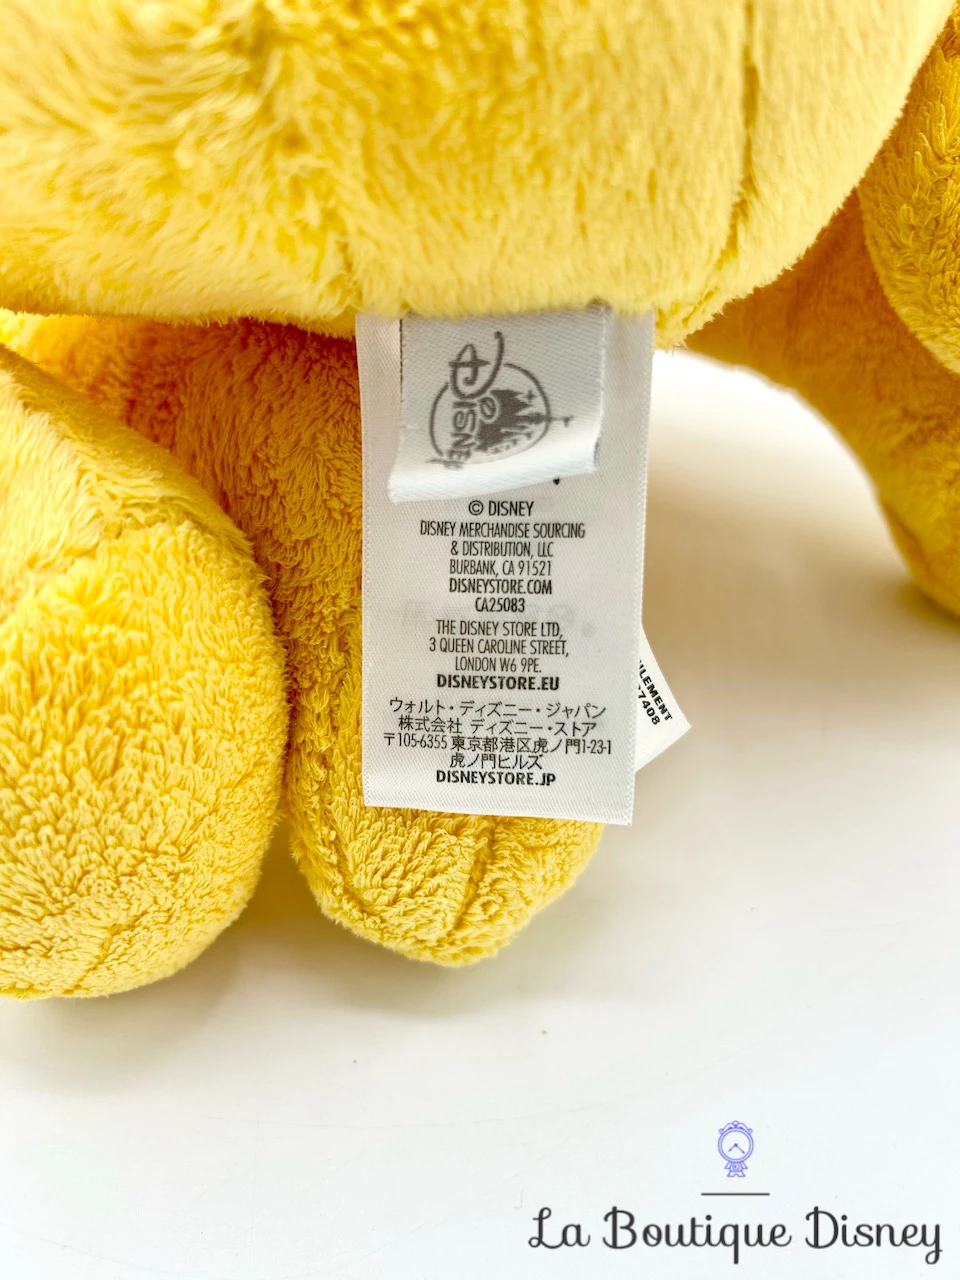 Disney
© DISNEY
DISNEY MERCHANDISE SOURCING
& DISTRIBUTION, LLC
BURBANK, CA 91521
DISNEYSTORE.COM
CA25083
THE DISNEY STORE LTD,
3 QUEEN CAROLINE STREET,
LONDON W6 9PE.
DISNEYSTORE.EU
ウォルト・ディズニー・ジャパン
株式会社 ディズニー・ストア
〒105-6355 東京都港区虎ノ門1-23-1
虎ノ門ヒルズ
DISNEYSTORE.JP
7408
La Boutique Disney